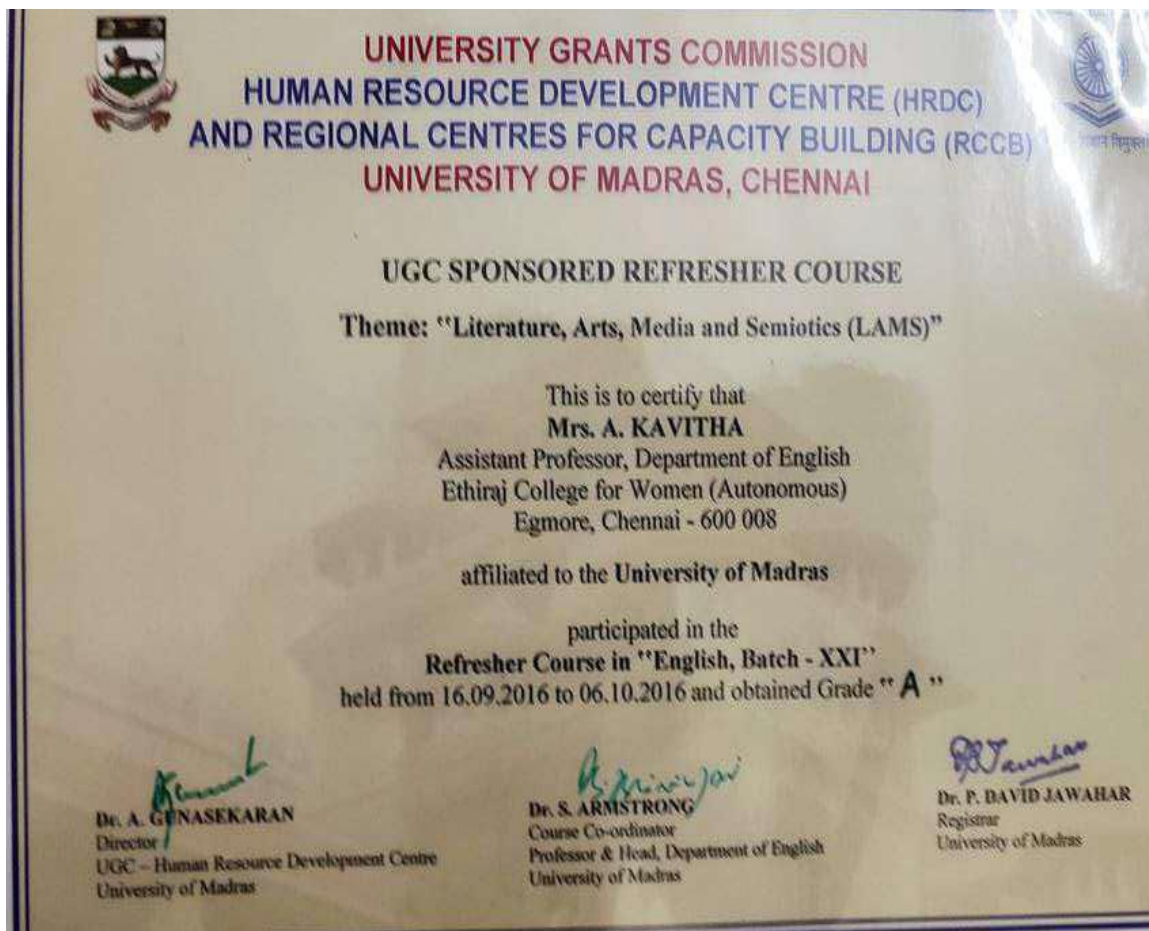 UNIVERSITY GRANTS COMMISSION
HUMAN RESOURCE DEVELOPMENT CENTRE (HRDC)
AND REGIONAL CENTRES FOR CAPACITY BUILDING (RCCB)
UNIVERSITY OF MADRAS, CHENNAI
UGC SPONSORED REFRESHER COURSE
Theme: "Literature, Arts, Media and Semiotics (LAMS)"
This is to certify that
Mrs. A. KAVITHA
Assistant Professor, Department of English
Ethiraj College for Women (Autonomous)
Egmore, Chennai - 600 008
affiliated to the University of Madras
participated in the
Refresher Course in "English, Batch - XXI"
held from 16.09.2016 to 06.10.2016 and obtained Grade "A"
Dr. A. GUNASEKARAN
Director
UGC – Human Resource Development Centre
University of Madras
Dr. S. ARMSTRONG
Course Co-ordinator
Professor & Head, Department of English
University of Madras
Dr. P. DAVID JAWAHAR
Registrar
University of Madras